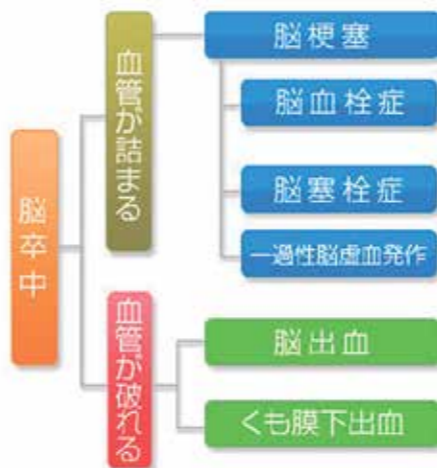 脳卒中
血管が詰まる
脳梗塞
脳血栓症
脳塞栓症
一過性脳虚血発作
血管が破れる
脳出血
くも膜下出血